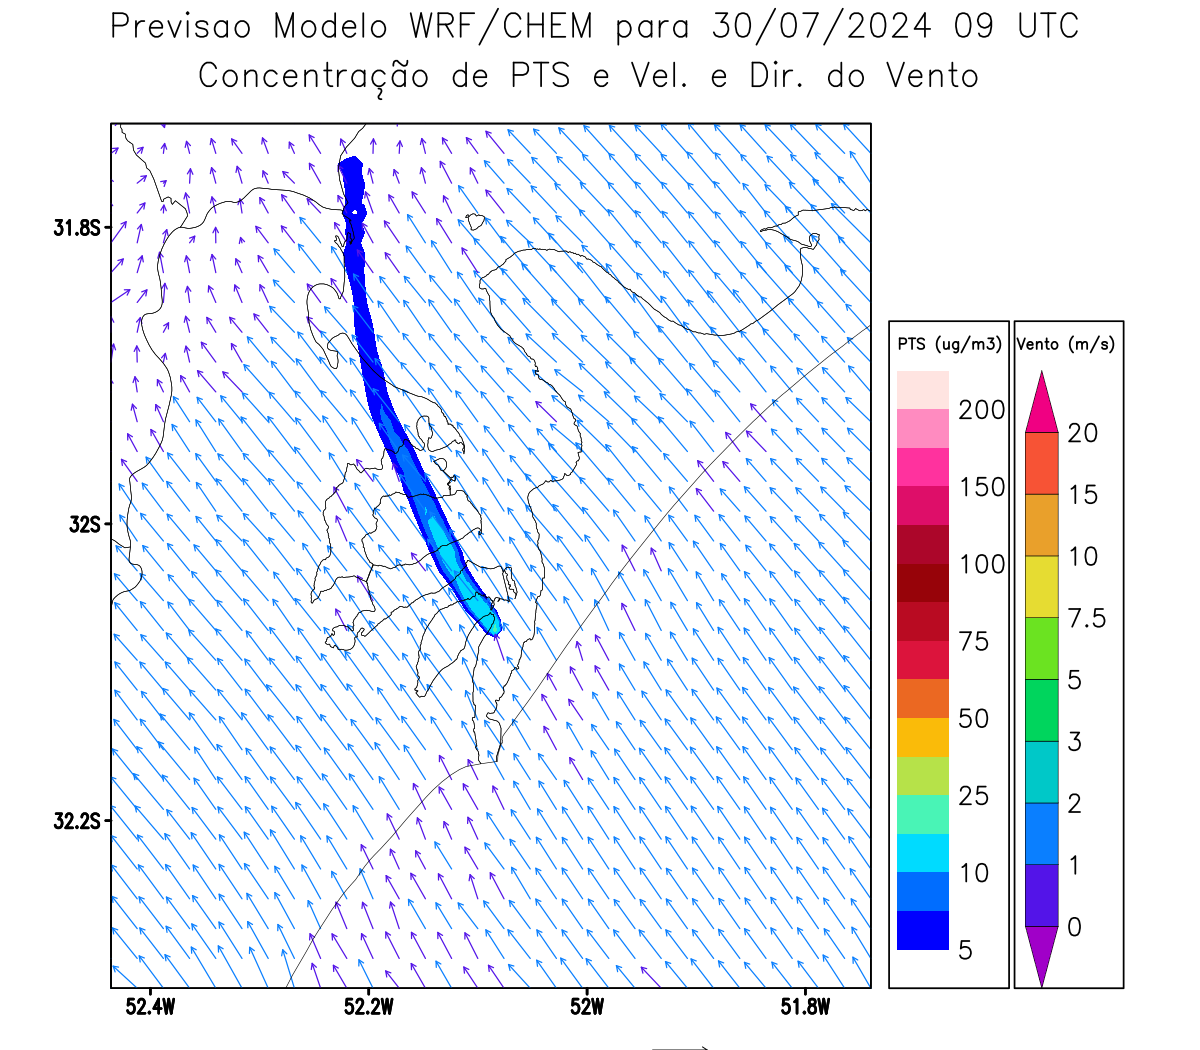 Previsao Modelo WRF/CHEM para 30/07/2024 09 UTC
Concentração de PTS e Vel. e Dir. do Vento
31.8S
32S
32.2S
52.4W 52.2W 52W 51.8W
PTS (ug/m3)
200
150
100
75
50
25
10
5
Vento (m/s)
20
15
10
7.5
5
3
2
1
0